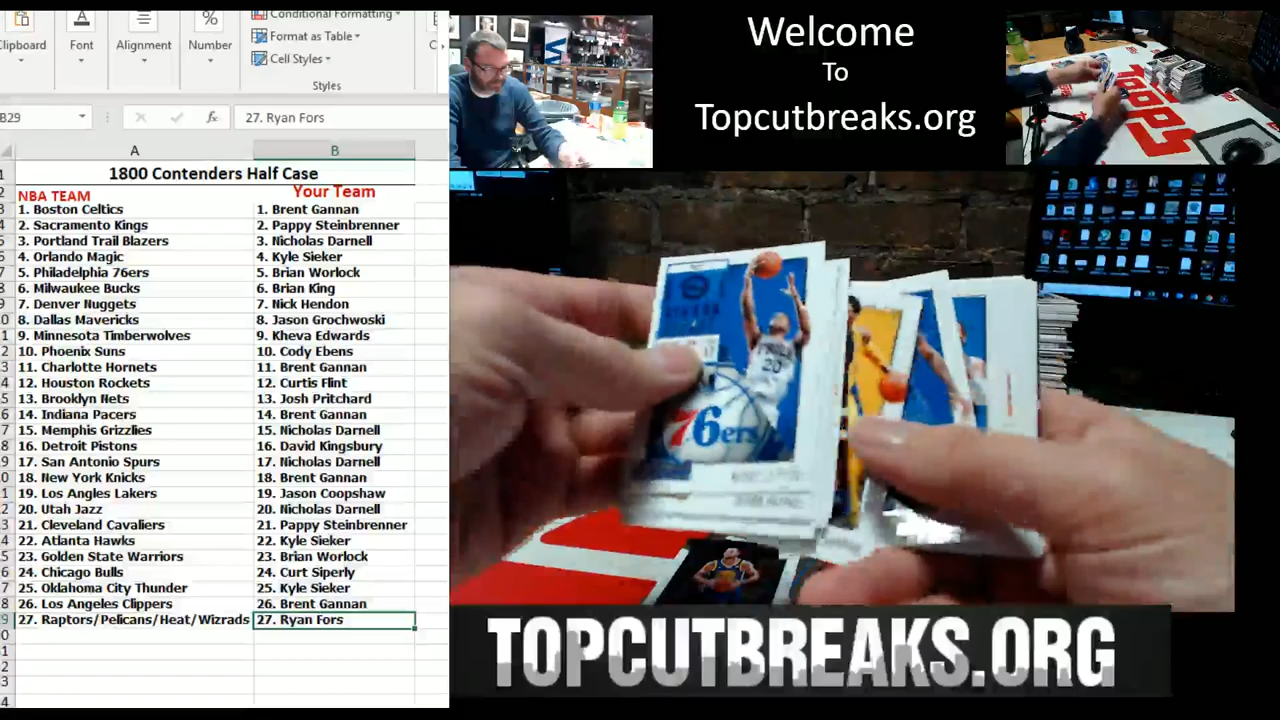 Clipboard
Font
Alignment
%
Number
Conditional Formatting
Format as Table
Cell Styles
Styles
B29
fx
27. Ryan Fors
A
B
1
1800 Contenders Half Case
2
NBA TEAM
Your Team
1. Boston Celtics
1. Brent Gannan
2. Sacramento Kings
2. Pappy Steinbrenner
3. Portland Trail Blazers
3. Nicholas Darnell
4. Orlando Magic
4. Kyle Sieker
5. Philadelphia 76ers
5. Brian Worlock
6. Milwaukee Bucks
6. Brian King
7. Denver Nuggets
7. Nick Hendon
8. Dallas Mavericks
8. Jason Grochwoski
9. Minnesota Timberwolves
9. Kheva Edwards
10. Phoenix Suns
10. Cody Ebens
11. Charlotte Hornets
11. Brent Gannan
12. Houston Rockets
12. Curtis Flint
13. Brooklyn Nets
13. Josh Pritchard
14. Indiana Pacers
14. Brent Gannan
15. Memphis Grizzlies
15. Nicholas Darnell
16. Detroit Pistons
16. David Kingsbury
17. San Antonio Spurs
17. Nicholas Darnell
18. New York Knicks
18. Brent Gannan
19. Los Angles Lakers
19. Jason Coopshaw
20. Utah Jazz
20. Nicholas Darnell
21. Cleveland Cavaliers
21. Pappy Steinbrenner
22. Atlanta Hawks
22. Kyle Sieker
23. Golden State Warriors
23. Brian Worlock
24. Chicago Bulls
24. Curt Siperly
25. Oklahoma City Thunder
25. Kyle Sieker
26. Los Angeles Clippers
26. Brent Gannan
27. Raptors/Pelicans/Heat/Wizrads
27. Ryan Fors
Welcome
To
Topcutbreaks.org
TOPPS
20
76ers
TOPCUTBREAKS.ORG